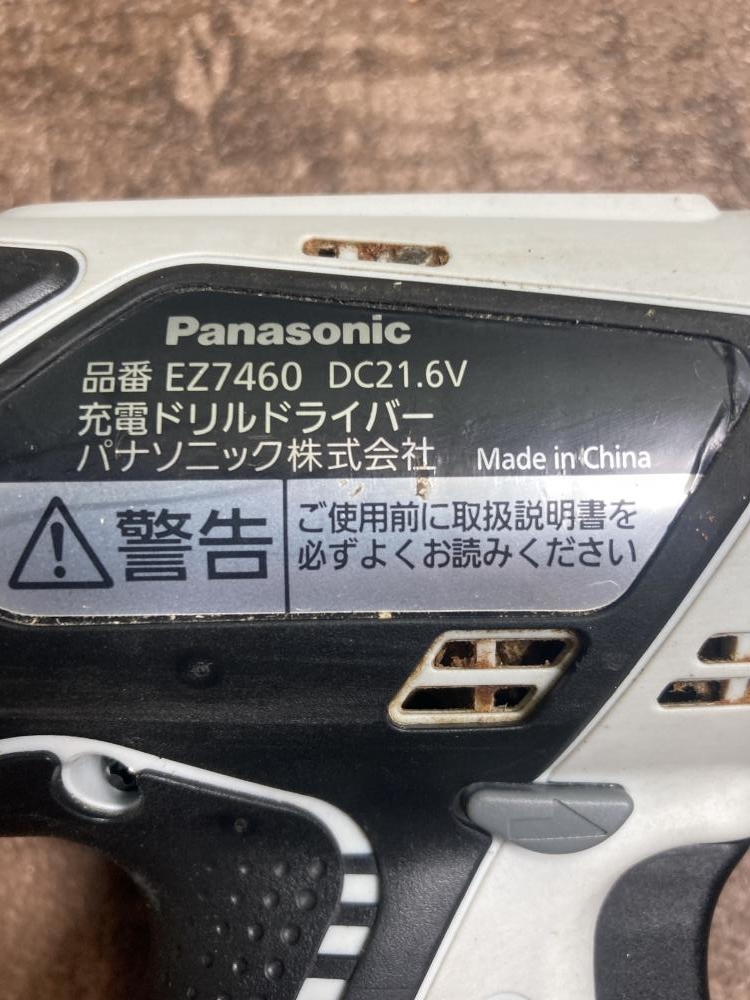 Panasonic
品番 EZ7460 DC21.6V
充電ドリルドライバー
パナソニック株式会社 Made in China
警告
ご使用前に取扱説明書を
必ずよくお読みください